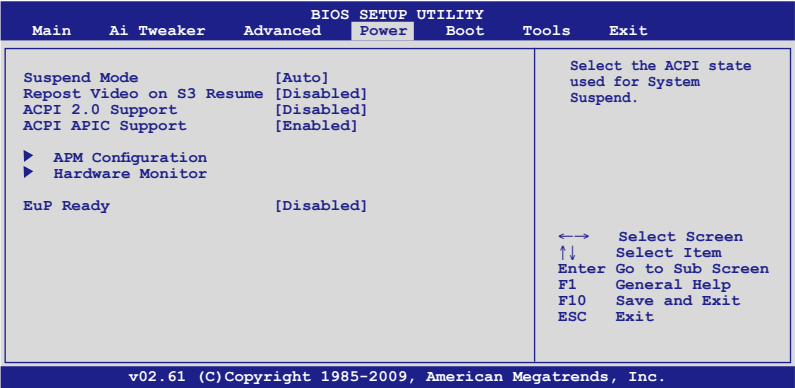 BIOS SETUP UTILITY
Main Ai Tweaker Advanced Power Boot Tools Exit
Suspend Mode [Auto]
Repost Video on S3 Resume [Disabled]
ACPI 2.0 Support [Disabled]
ACPI APIC Support [Enabled]
APM Configuration
Hardware Monitor
EuP Ready [Disabled]
Select the ACPI state
used for System
Suspend.
←→ Select Screen
↑↓ Select Item
Enter Go to Sub Screen
F1 General Help
F10 Save and Exit
ESC Exit
v02.61 (C)Copyright 1985-2009, American Megatrends, Inc.